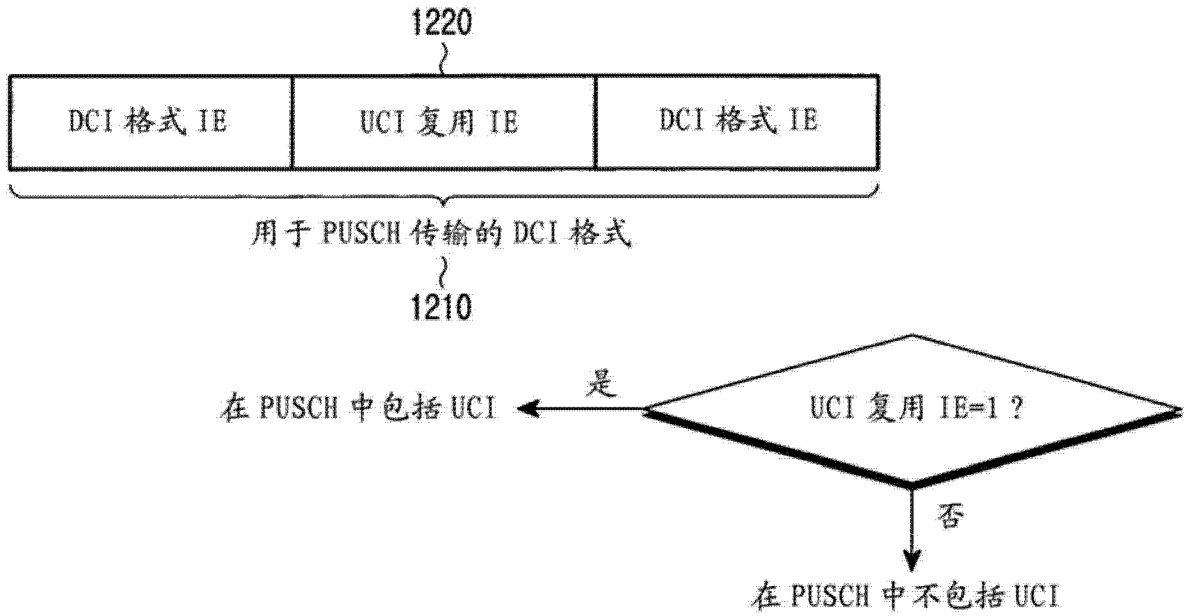 1220
DCI 格式 IE UCI 复用 IE DCI 格式 IE
用于 PUSCH 传输的 DCI 格式
1210
是
在 PUSCH 中包括 UCI
UCI 复用 IE=1 ?
否
在 PUSCH 中不包括 UCI